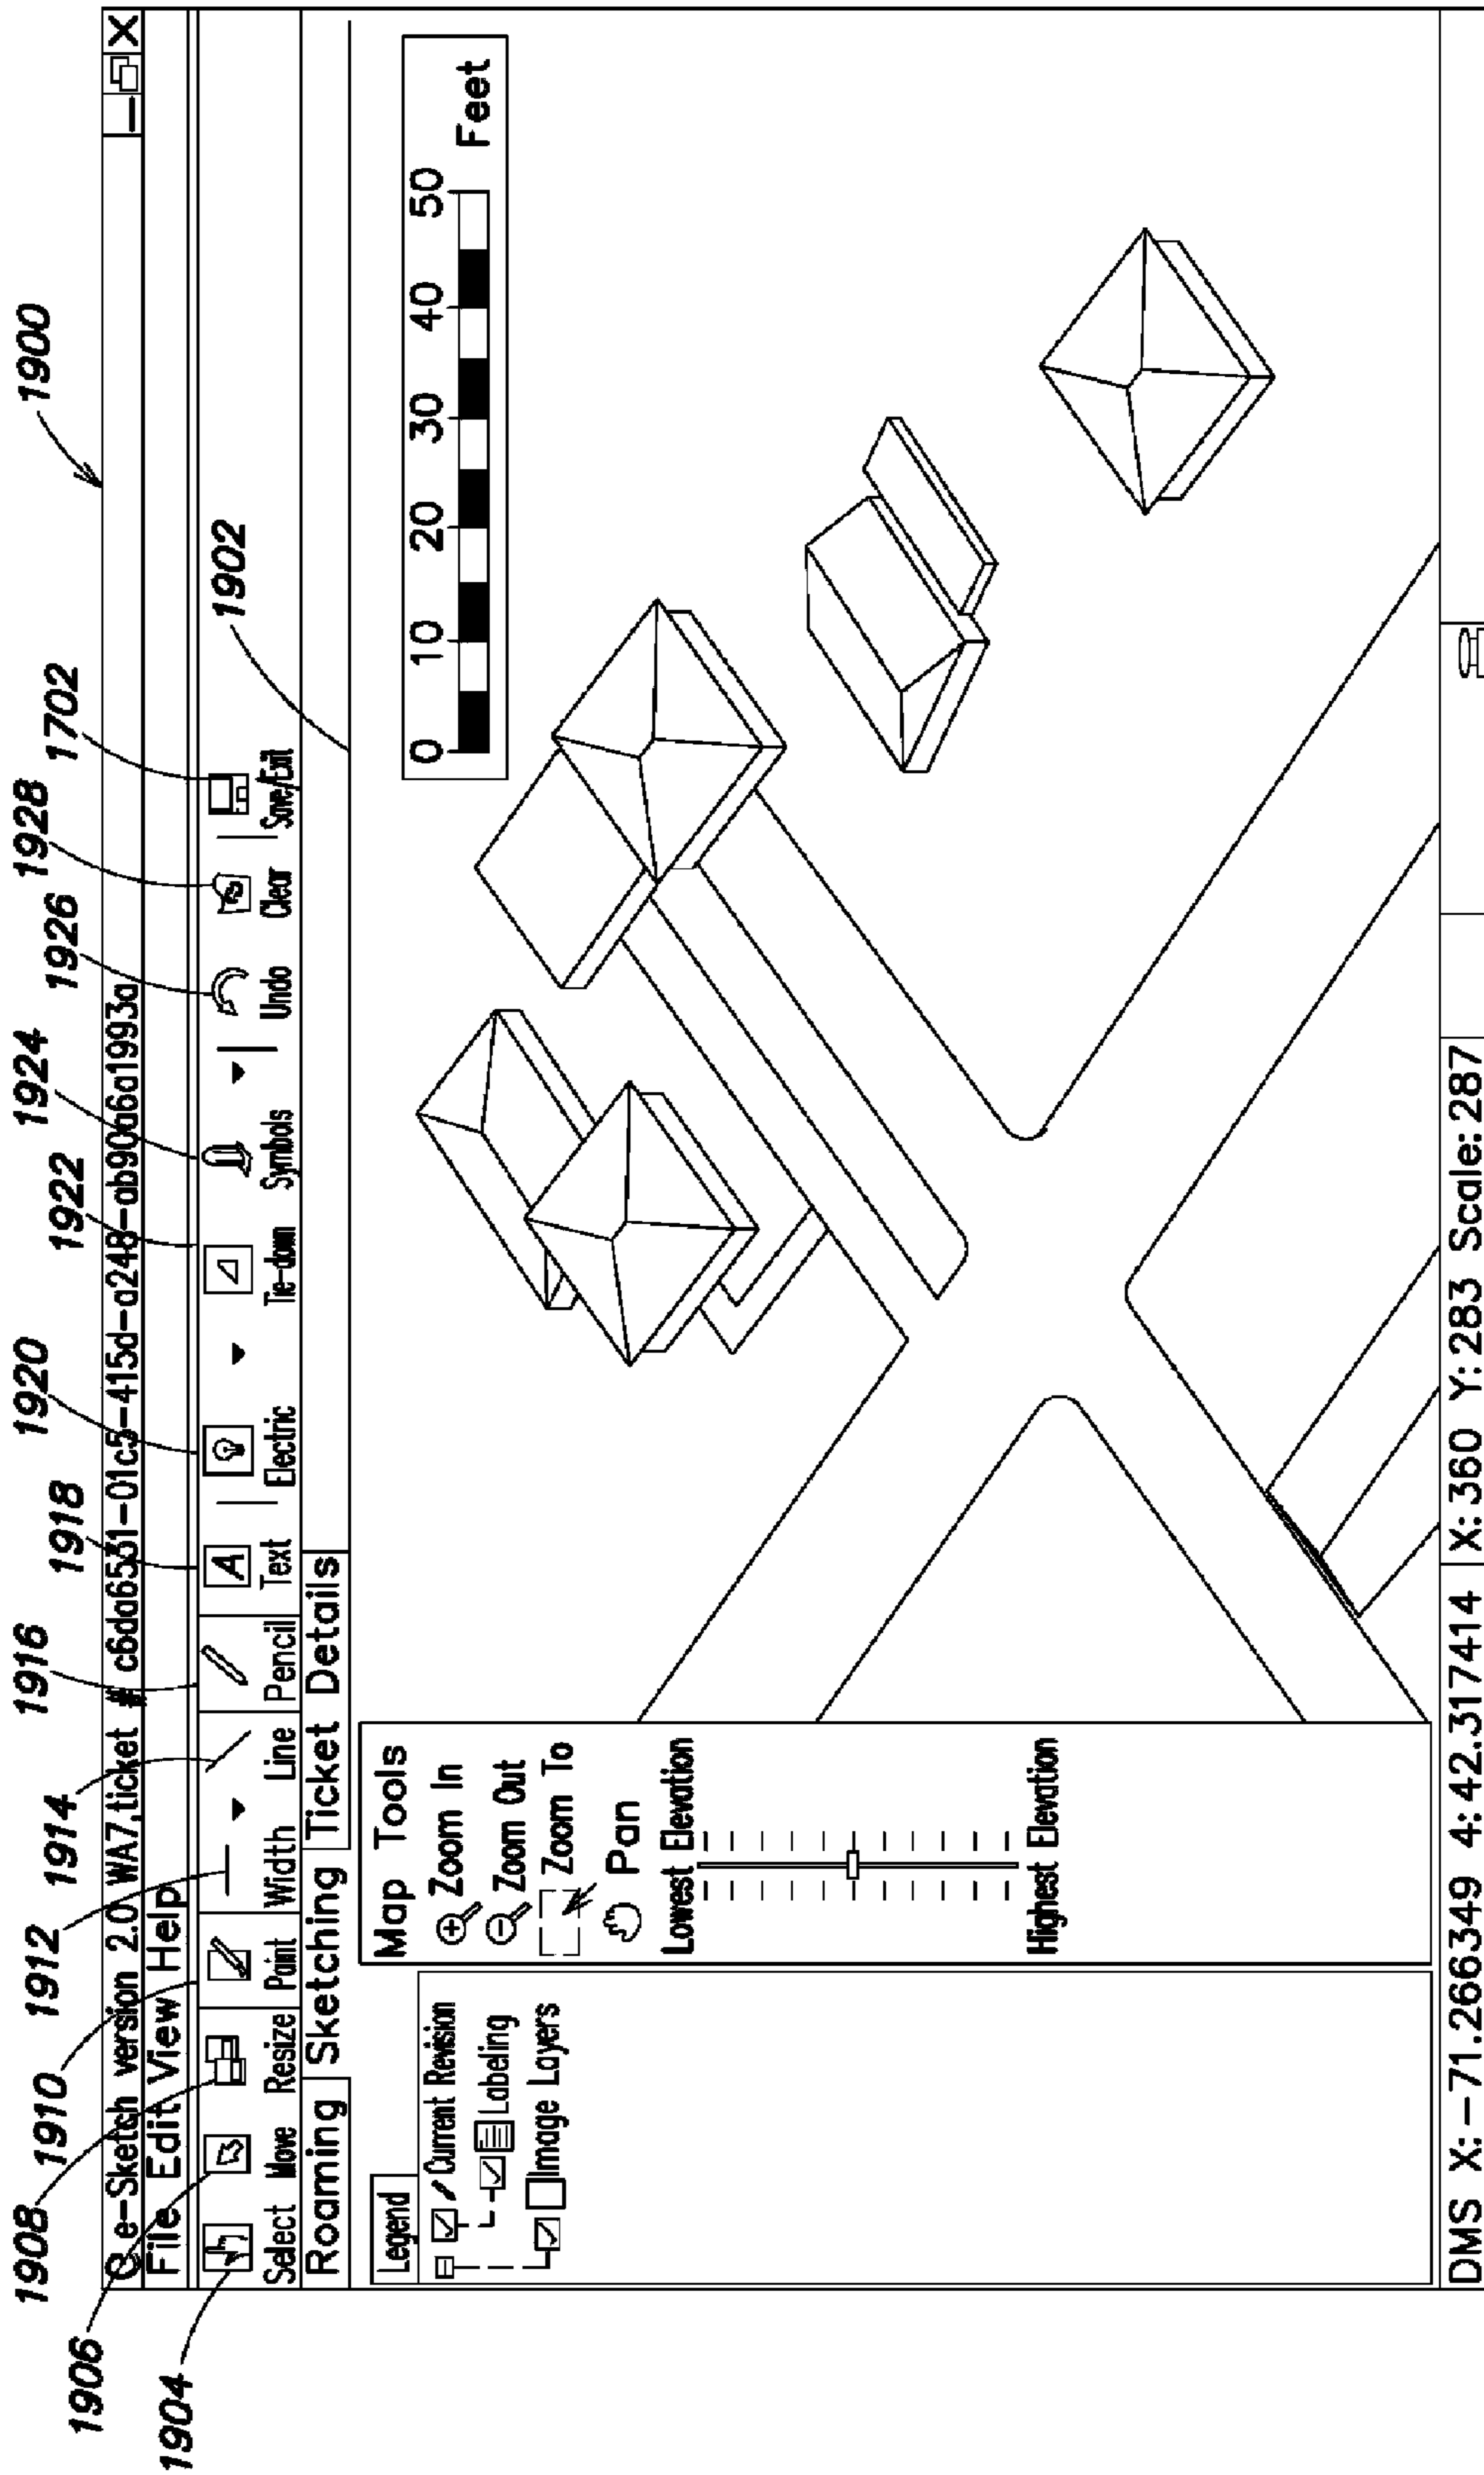 1900
1908
1910
1912
1914
1916
1918
1920
1922
1924
1926
1928
1702
1906
1904
1902
e-Sketch version 2.0 WA7,ticket # c6da6531-01c5-415d-a248-ab90a6a1993a
File Edit View Help
Select Move Resize Paint Width Line Pencil Text Electric Tie-down Symbols Undo Clear Save/Exit
Roaming Sketching Ticket Details
Legend
Current Revision
Labeling
Image Layers
Map Tools
Zoom In
Zoom Out
Zoom To
Pan
Lowest Elevation
Highest Elevation
0 10 20 30 40 50 Feet
DMS X:-71.266349 4:42.317414 X:360 Y:283 Scale:287